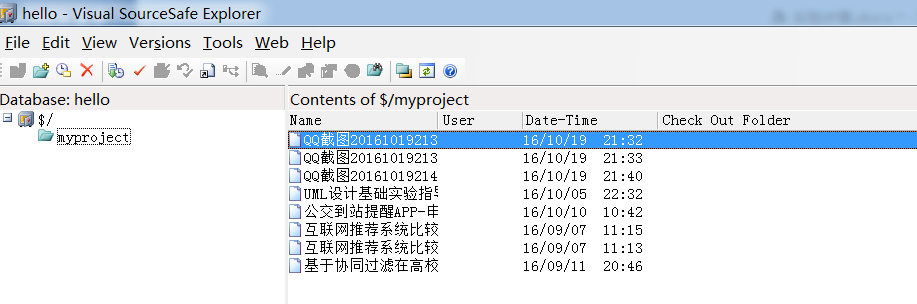 hello - Visual SourceSafe Explorer
File Edit View Versions Tools Web Help
Database: hello
Contents of $/myproject
$/
myproject
Name User Date-Time Check Out Folder
QQ截图20161019213 16/10/19 21:32
QQ截图20161019213 16/10/19 21:33
QQ截图20161019214 16/10/19 21:40
UML设计基础实验指 16/10/05 22:32
公交到站提醒APP-申 16/10/10 10:42
互联网推荐系统比较 16/09/07 11:15
互联网推荐系统比较 16/09/07 11:13
基于协同过滤在高校 16/09/11 20:46